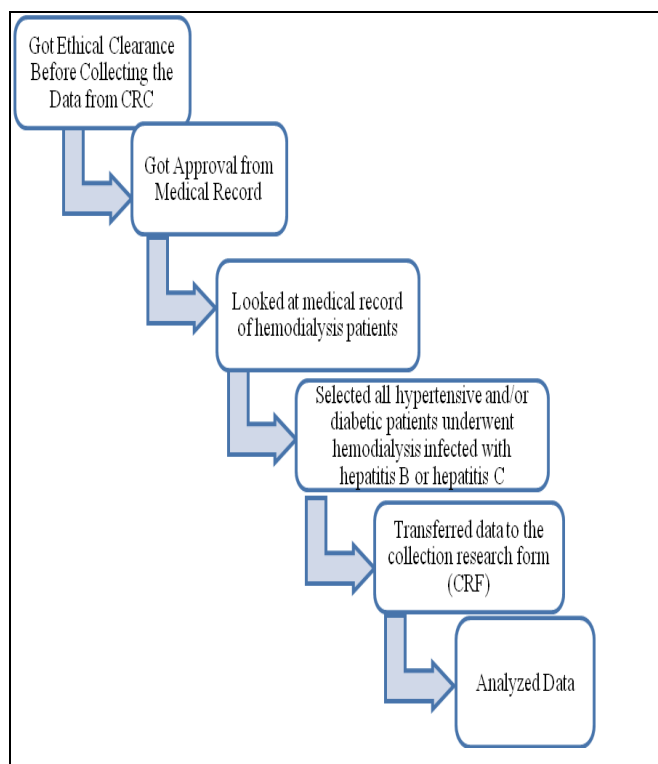 Got Ethical Clearance
Before Collecting the
Data from CRC
Got Approval from
Medical Record
Looked at medical record
of hemodialysis patients
Selected all hypertensive and/or
diabetic patients underwent
hemodialysis infected with
hepatitis B or hepatitis C
Transferred data to the
collection research form
(CRF)
Analyzed Data